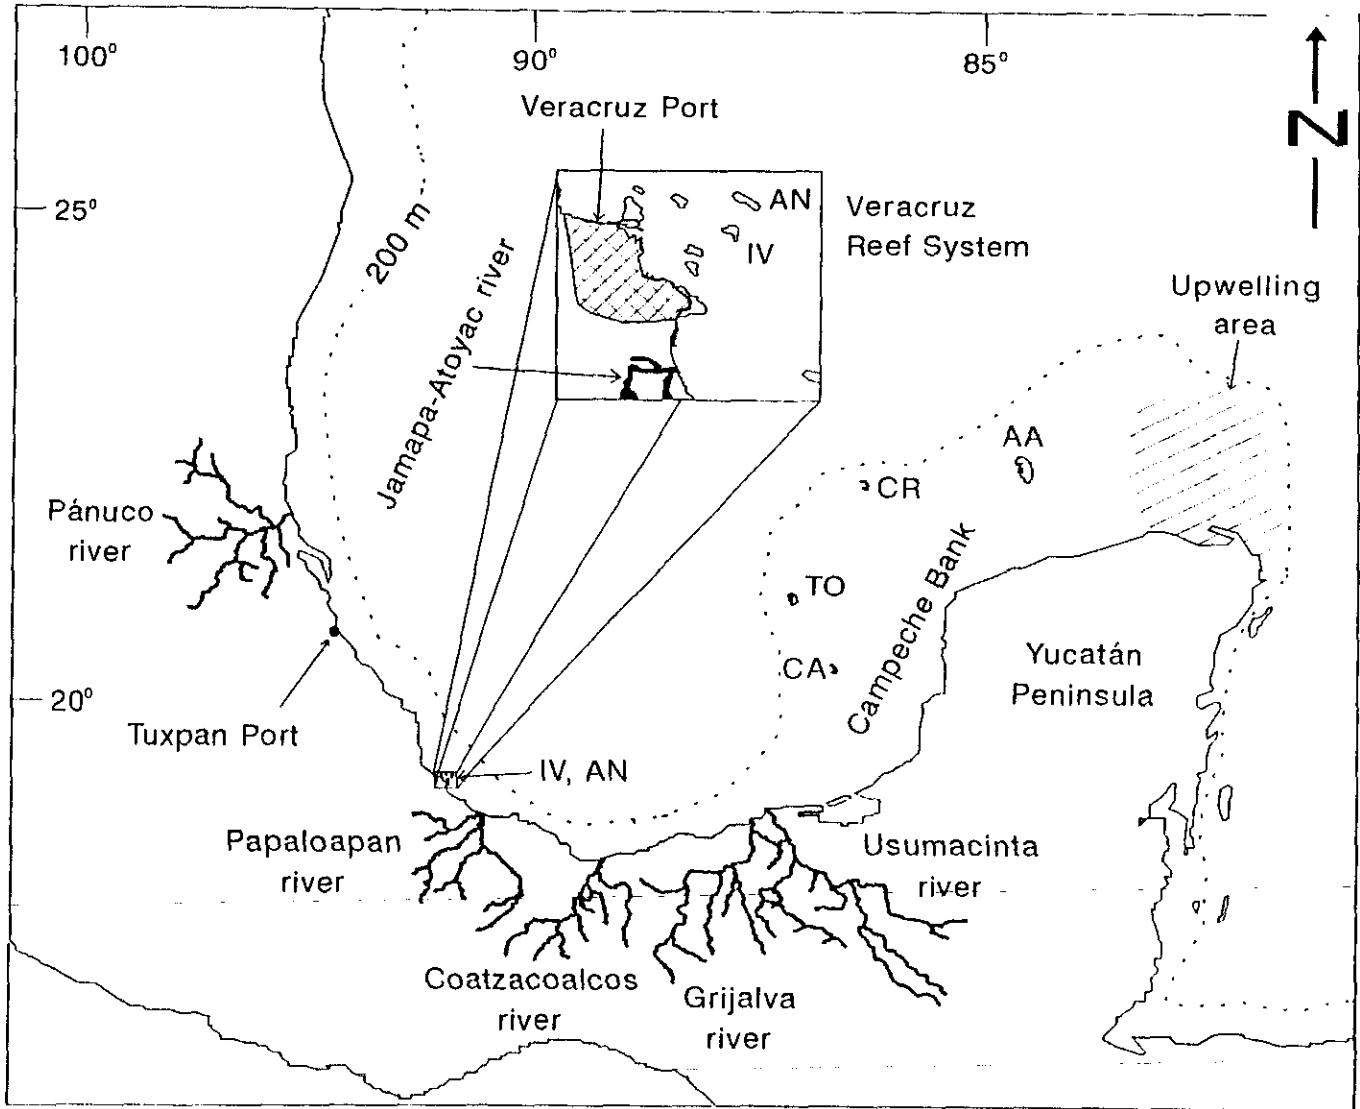 100°
90°
85°
Veracruz Port
N
25°
200 m
AN
IV
Veracruz
Reef System
Jamapa-Atoyac river
Upwelling
area
AA
CR
Pánuco
river
TO
CA
Campeche Bank
Yucatán
Peninsula
20°
Tuxpan Port
IV, AN
Papaloapan
river
Usumacinta
river
Coatzacoalcos
river
Grijalva
river